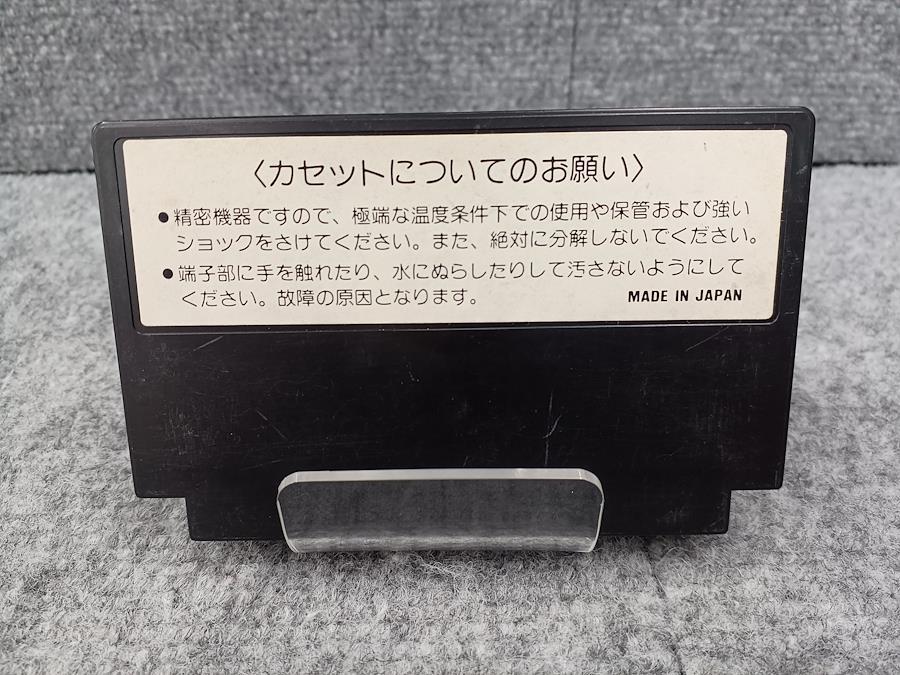 〈カセットについてのお願い〉
●精密機器ですので、極端な温度条件下での使用や保管および強い
ショックをさけてください。また、絶対に分解しないでください。
●端子部に手を触れたり、水にぬらしたりして汚さないようにして
ください。故障の原因となります。
MADE IN JAPAN